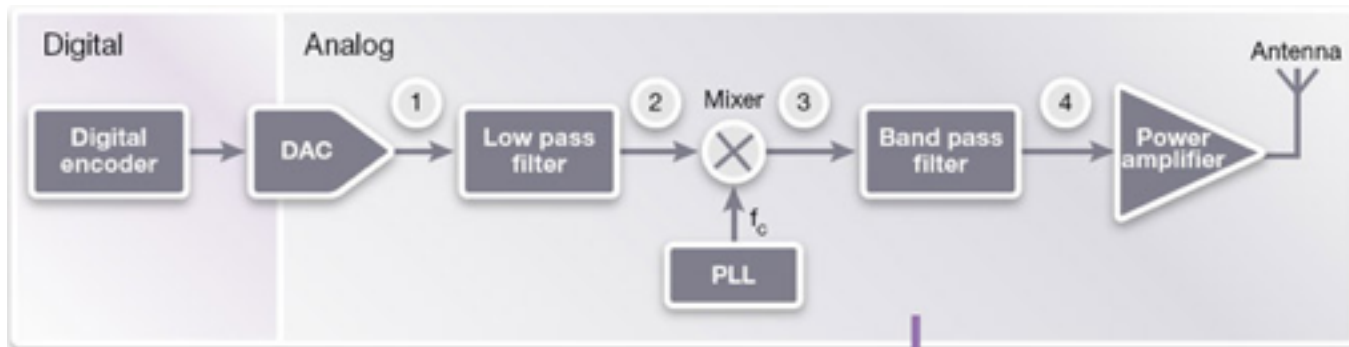 Digital
Analog
Antenna
1
2
Mixer
3
4
Digital
encoder
DAC
Low pass
filter
Band pass
filter
Power
amplifier
fc
PLL